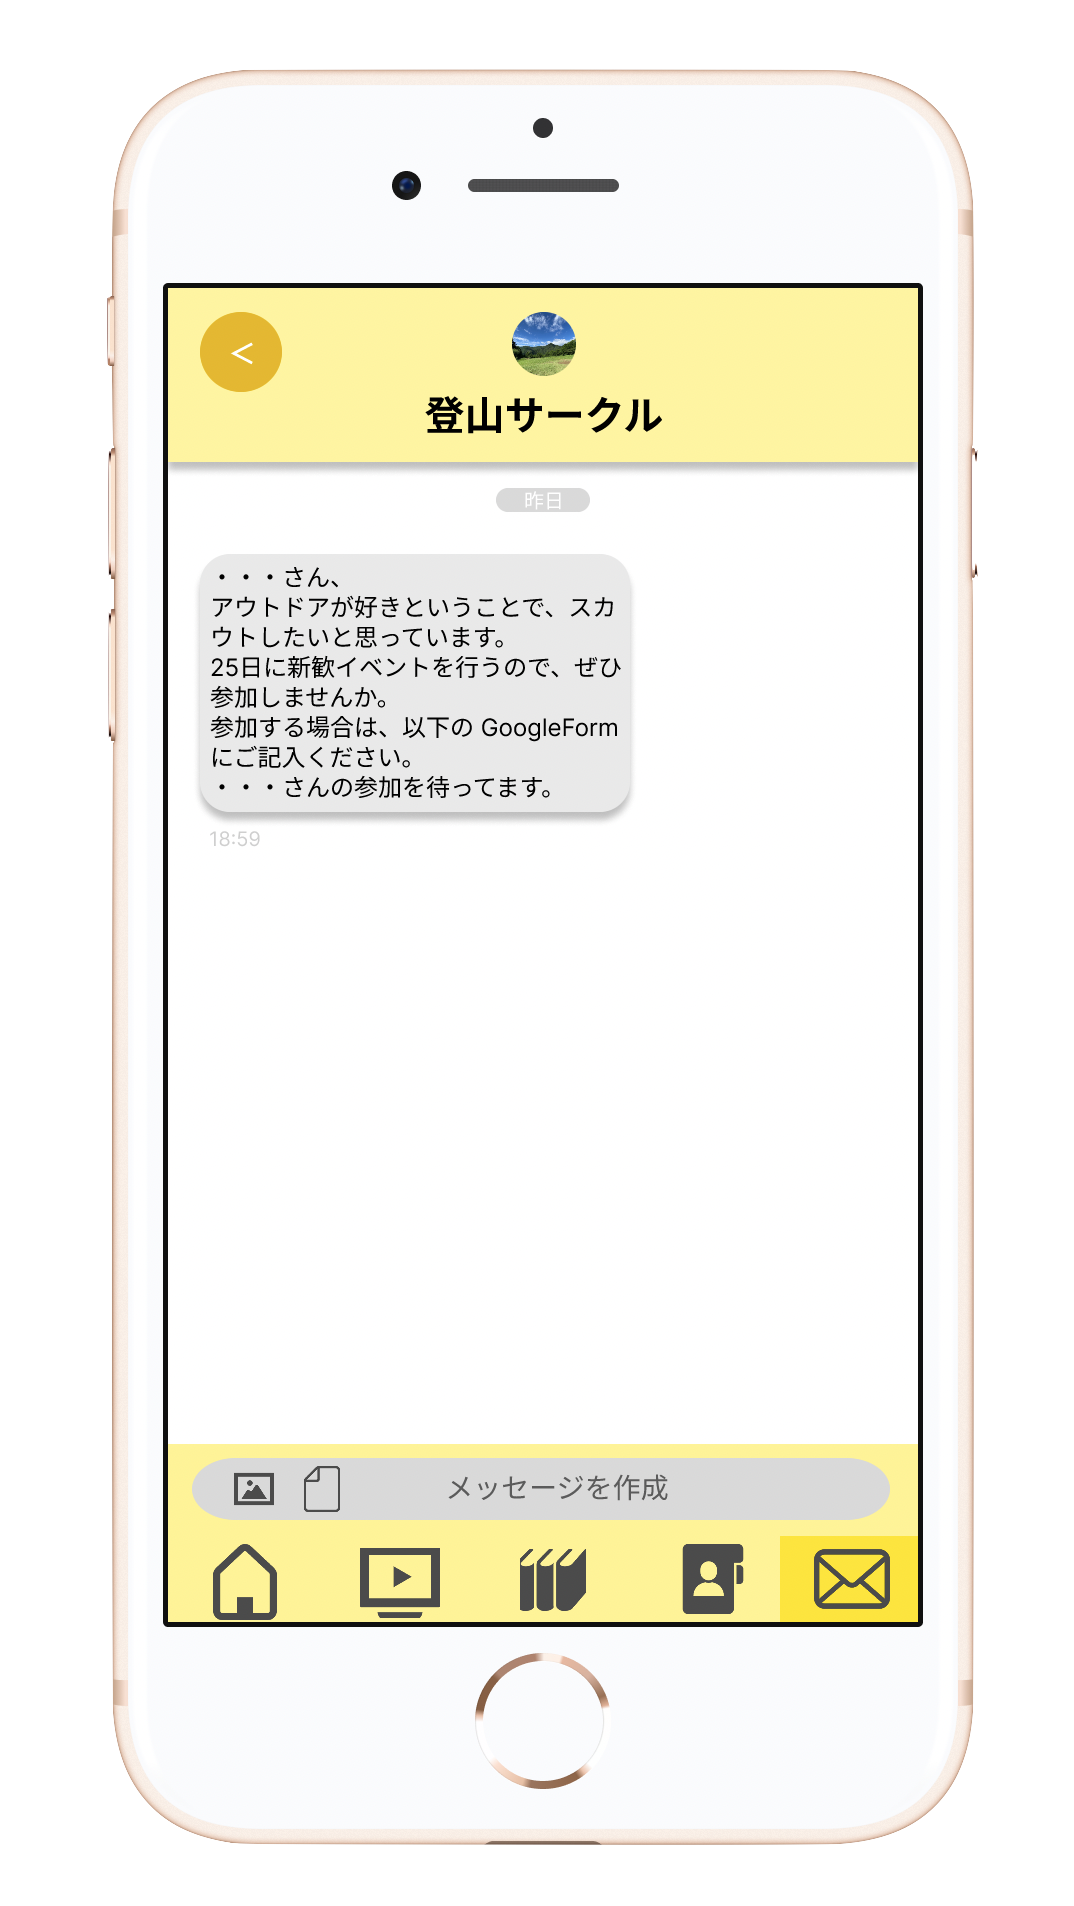 <
登山サークル
昨日
・・・さん、
アウトドアが好きということで、スカ
ウトしたいと思っています。
25日に新歓イベントを行うので、ぜひ
参加しませんか。
参加する場合は、以下の GoogleForm
にご記入ください。
・・・さんの参加を待ってます。
18:59
メッセージを作成